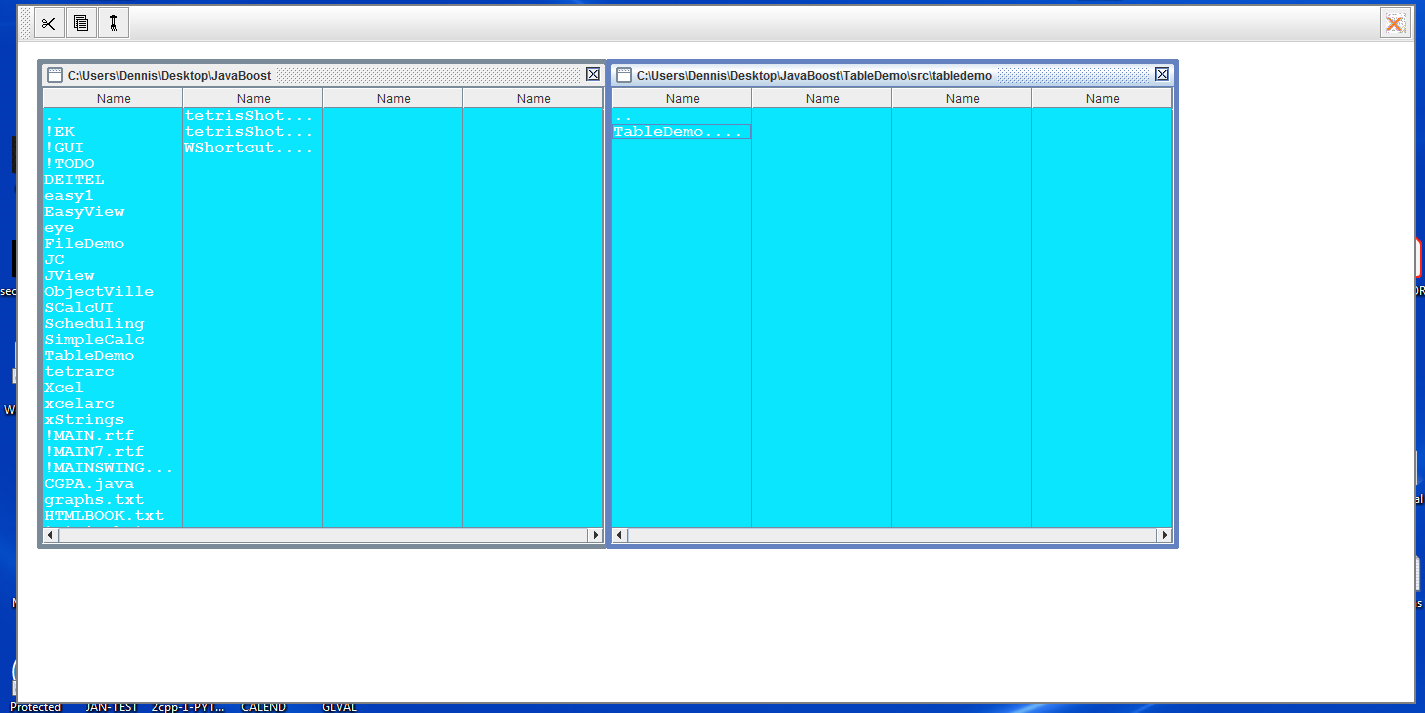 C:\Users\Dennis\Desktop\JavaBoost
Name Name Name Name
.. tetrisShot...
!EK tetrisShot...
!GUI WShortcut....
!TODO
DEITEL
easy1
EasyView
eye
FileDemo
JC
JView
ObjectVille
SCalcUI
Scheduling
SimpleCalc
TableDemo
tetrarc
Xcel
xcelarc
xStrings
!MAIN.rtf
!MAIN7.rtf
!MAINSWING...
CGPA.java
graphs.txt
HTMLBOOK.txt
C:\Users\Dennis\Desktop\JavaBoost\TableDemo\src\tabledemo
Name Name Name Name
..
TableDemo....
Protected JAN-TEST 2cpp-1-PYT... CALEND GLVAL